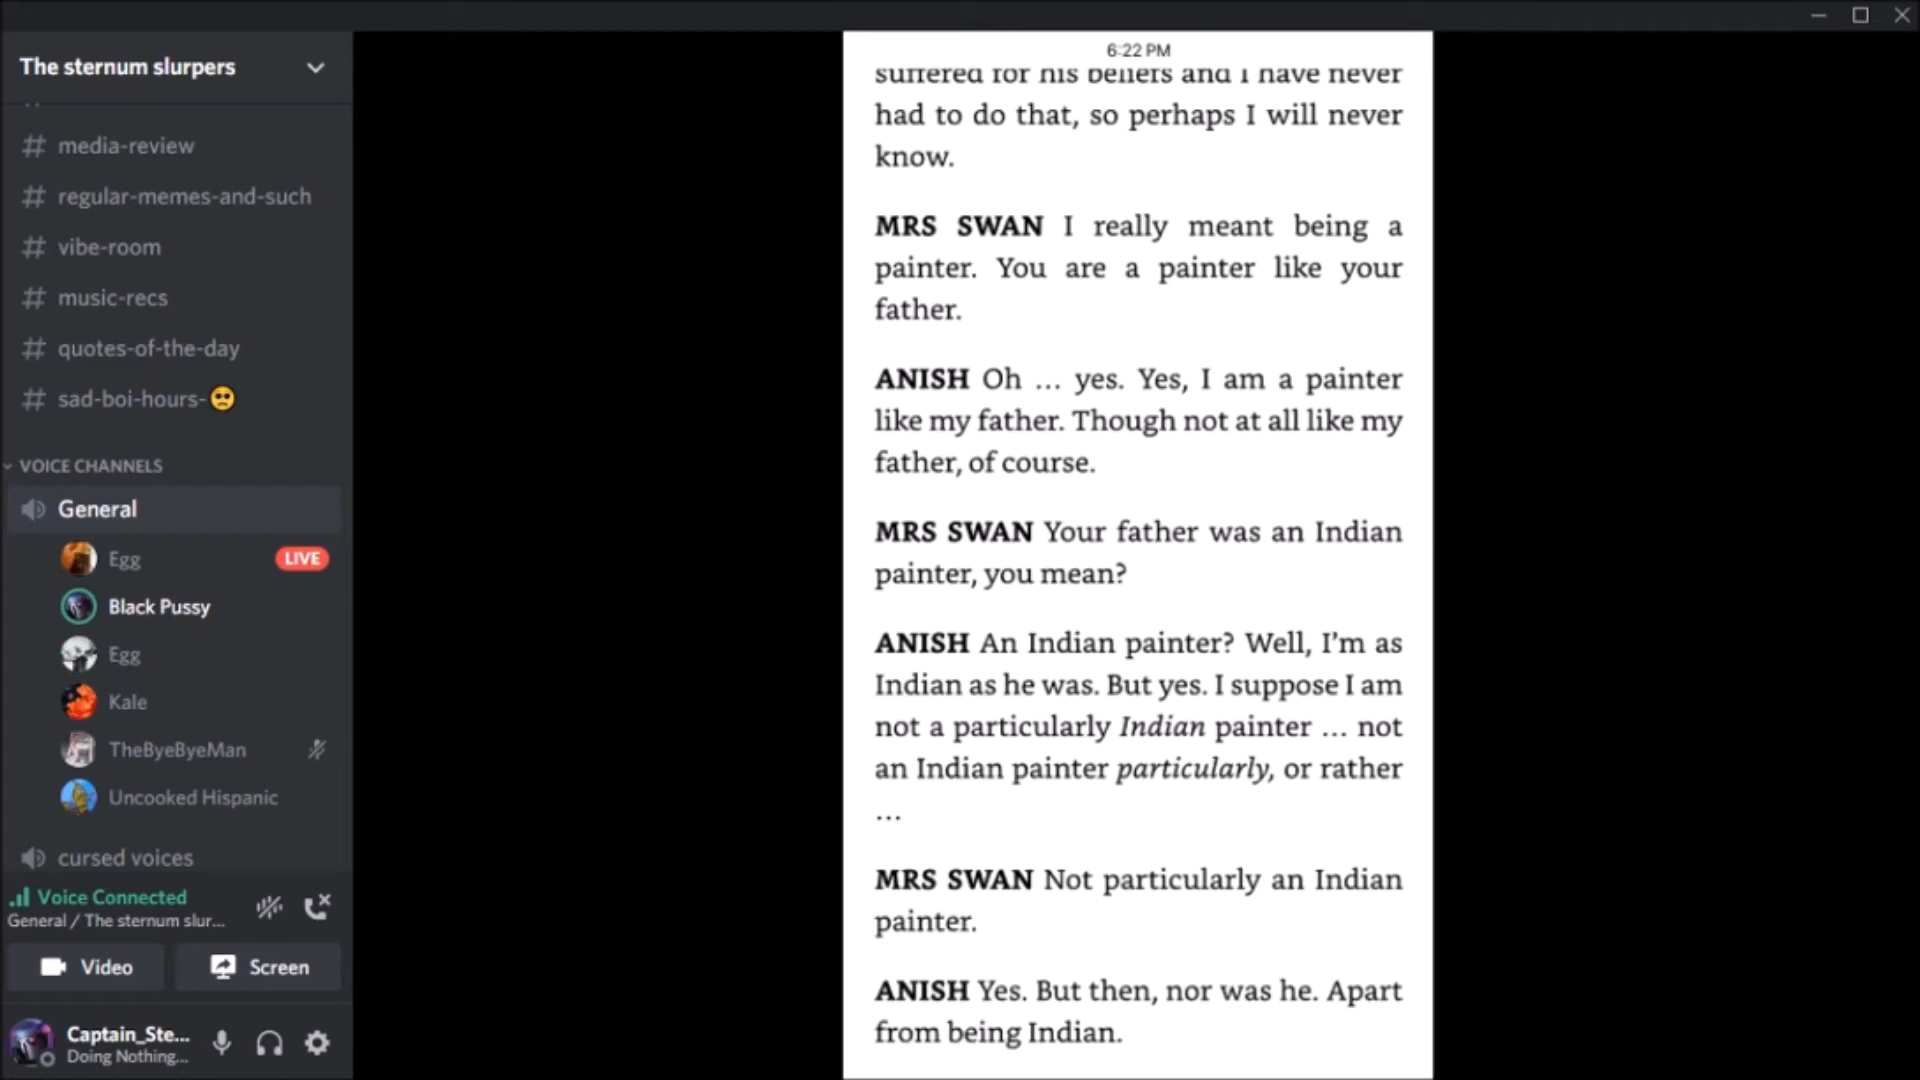 The sternum slurpers
media-review
regular-memes-and-such
vibe-room
music-recs
quotes-of-the-day
sad-boi-hours-🥺
VOICE CHANNELS
General
Egg LIVE
Black Pussy
Egg
Kale
TheByeByeMan
Uncooked Hispanic
cursed voices
Voice Connected
General / The sternum slur...
Video Screen
Captain_Ste...
Doing Nothing...
6:22 PM
suffered for his beliefs and I have never
had to do that, so perhaps I will never
know.
MRS SWAN I really meant being a
painter. You are a painter like your
father.
ANISH Oh ... yes. Yes, I am a painter
like my father. Though not at all like my
father, of course.
MRS SWAN Your father was an Indian
painter, you mean?
ANISH An Indian painter? Well, I'm as
Indian as he was. But yes. I suppose I am
not a particularly Indian painter ... not
an Indian painter particularly, or rather
...
MRS SWAN Not particularly an Indian
painter.
ANISH Yes. But then, nor was he. Apart
from being Indian.